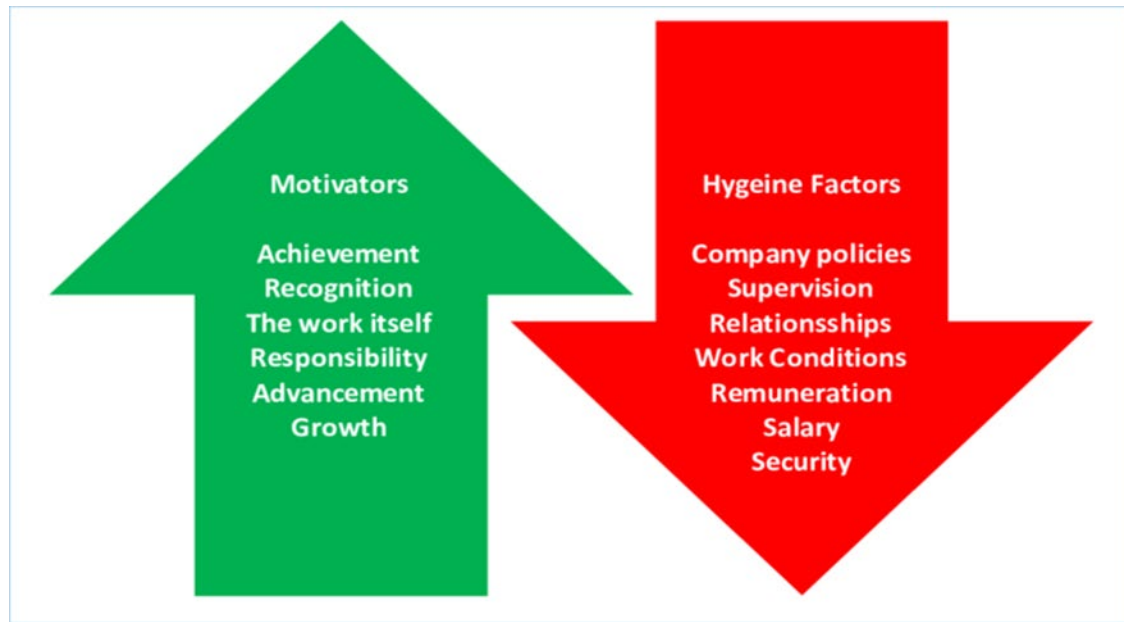 Motivators
Achievement
Recognition
The work itself
Responsibility
Advancement
Growth
Hygeine Factors
Company policies
Supervision
Relationsships
Work Conditions
Remuneration
Salary
Security